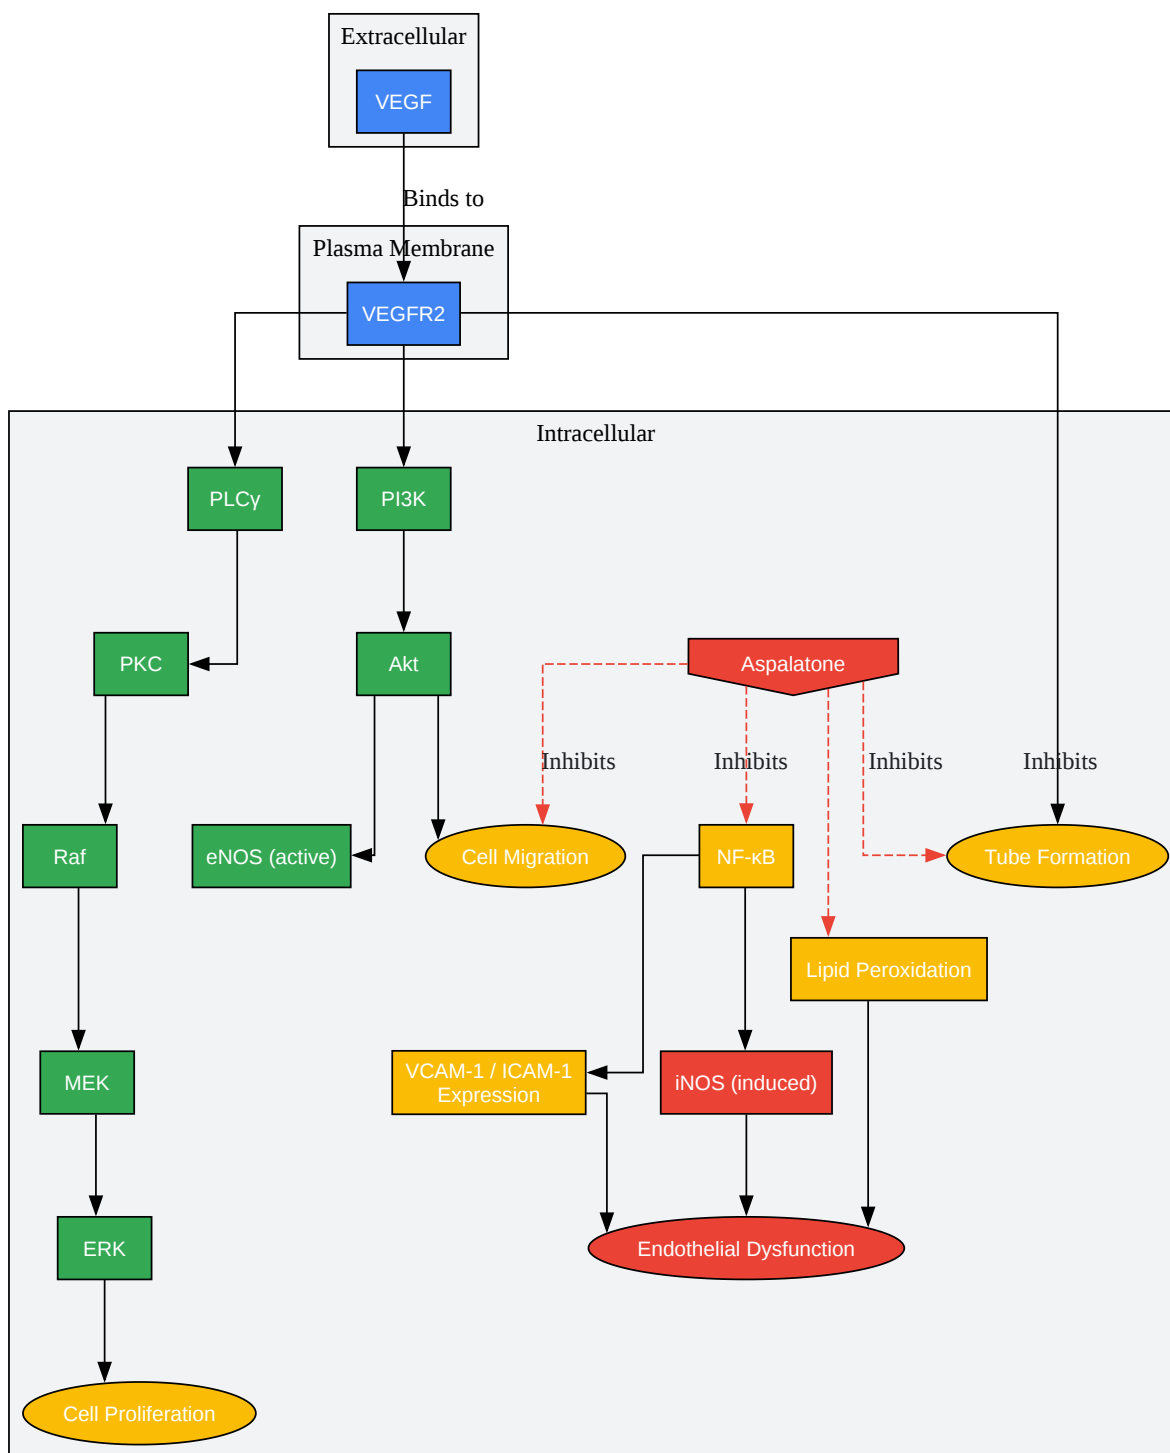 Extracellular
VEGF
Binds to
Plasma Membrane
VEGFR2
Intracellular
PLCγ
PI3K
PKC
Akt
Aspalatone
Inhibits
Inhibits
Inhibits
Inhibits
Raf
eNOS (active)
Cell Migration
NF-κB
Tube Formation
Lipid Peroxidation
MEK
VCAM-1 / ICAM-1
Expression
iNOS (induced)
ERK
Endothelial Dysfunction
Cell Proliferation